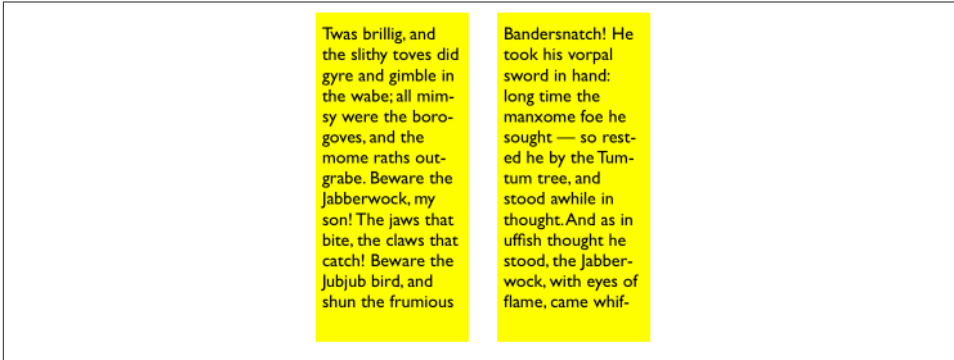 Twas brillig, and
the slithy toves did
gyre and gimble in
the wabe; all mim-
sy were the boro-
goves, and the
mome raths out-
grabe. Beware the
Jabberwock, my
son! The jaws that
bite, the claws that
catch! Beware the
Jubjub bird, and
shun the frumious
Bandersnatch! He
took his vorpal
sword in hand:
long time the
manxome foe he
sought — so rest-
ed he by the Tum-
tum tree, and
stood awhile in
thought. And as in
uffish thought he
stood, the Jabber-
wock, with eyes of
flame, came whif-